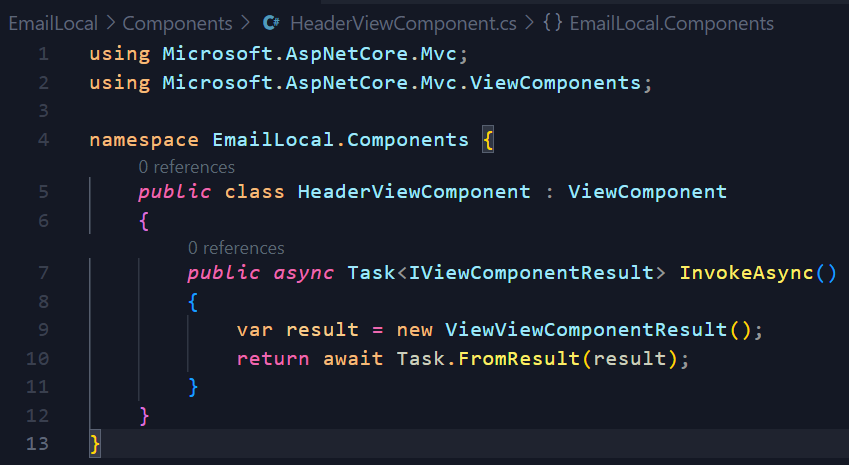 EmailLocal > Components > C# HeaderViewComponent.cs > {} EmailLocal.Components
1 using Microsoft.AspNetCore.Mvc;
2 using Microsoft.AspNetCore.Mvc.ViewComponents;
3
4 namespace EmailLocal.Components {
0 references
5 public class HeaderViewComponent : ViewComponent
6 {
0 references
7 public async Task<IViewComponentResult> InvokeAsync()
8 {
9 var result = new ViewViewComponentResult();
10 return await Task.FromResult(result);
11 }
12 }
13 }